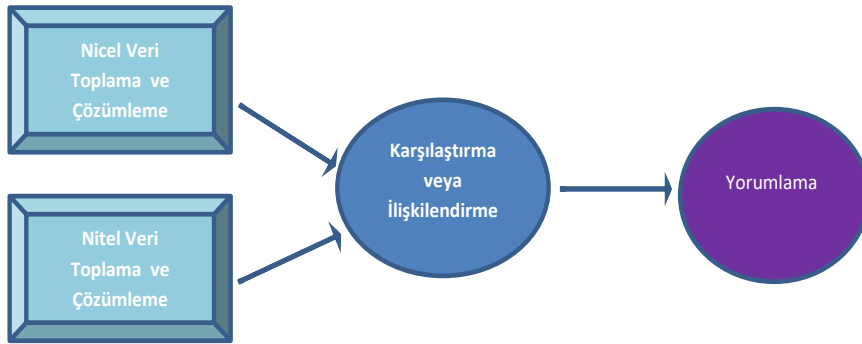 Nicel Veri
Toplama ve
Çözümleme
Nitel Veri
Toplama ve
Çözümleme
Karşılaştırma
veya
İlişkilendirme
Yorumlama